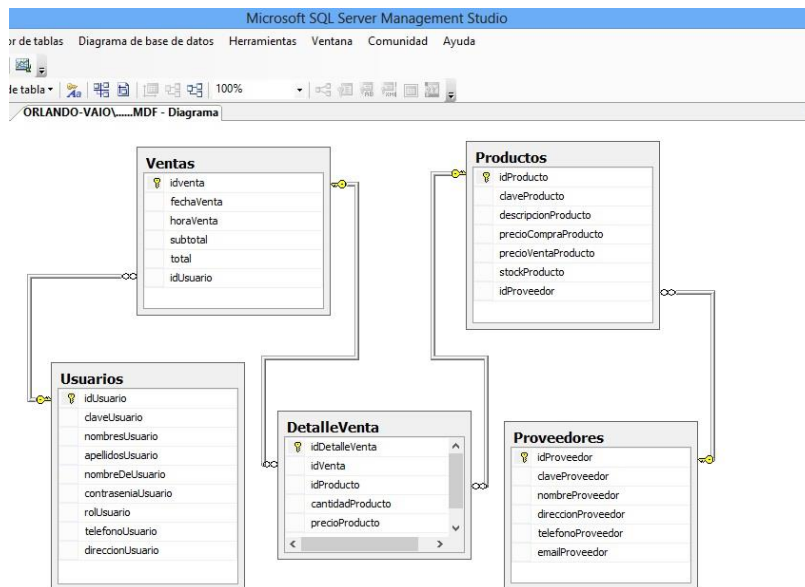 Microsoft SQL Server Management Studio
or de tablas Diagrama de base de datos Herramientas Ventana Comunidad Ayuda
de tabla 100%
ORLANDO-VAIO\......MDF - Diagrama
Ventas
idventa
fechaVenta
horaVenta
subtotal
total
idUsuario
Productos
idProducto
claveProducto
descripcionProducto
precioCompraProducto
precioVentaProducto
stockProducto
idProveedor
Usuarios
idUsuario
claveUsuario
nombresUsuario
apellidosUsuario
nombreDeUsuario
contraseniaUsuario
rolUsuario
telefonoUsuario
direccionUsuario
DetalleVenta
idDetalleVenta
idVenta
idProducto
cantidadProducto
precioProducto
Proveedores
idProveedor
claveProveedor
nombreProveedor
direccionProveedor
telefonoProveedor
emailProveedor